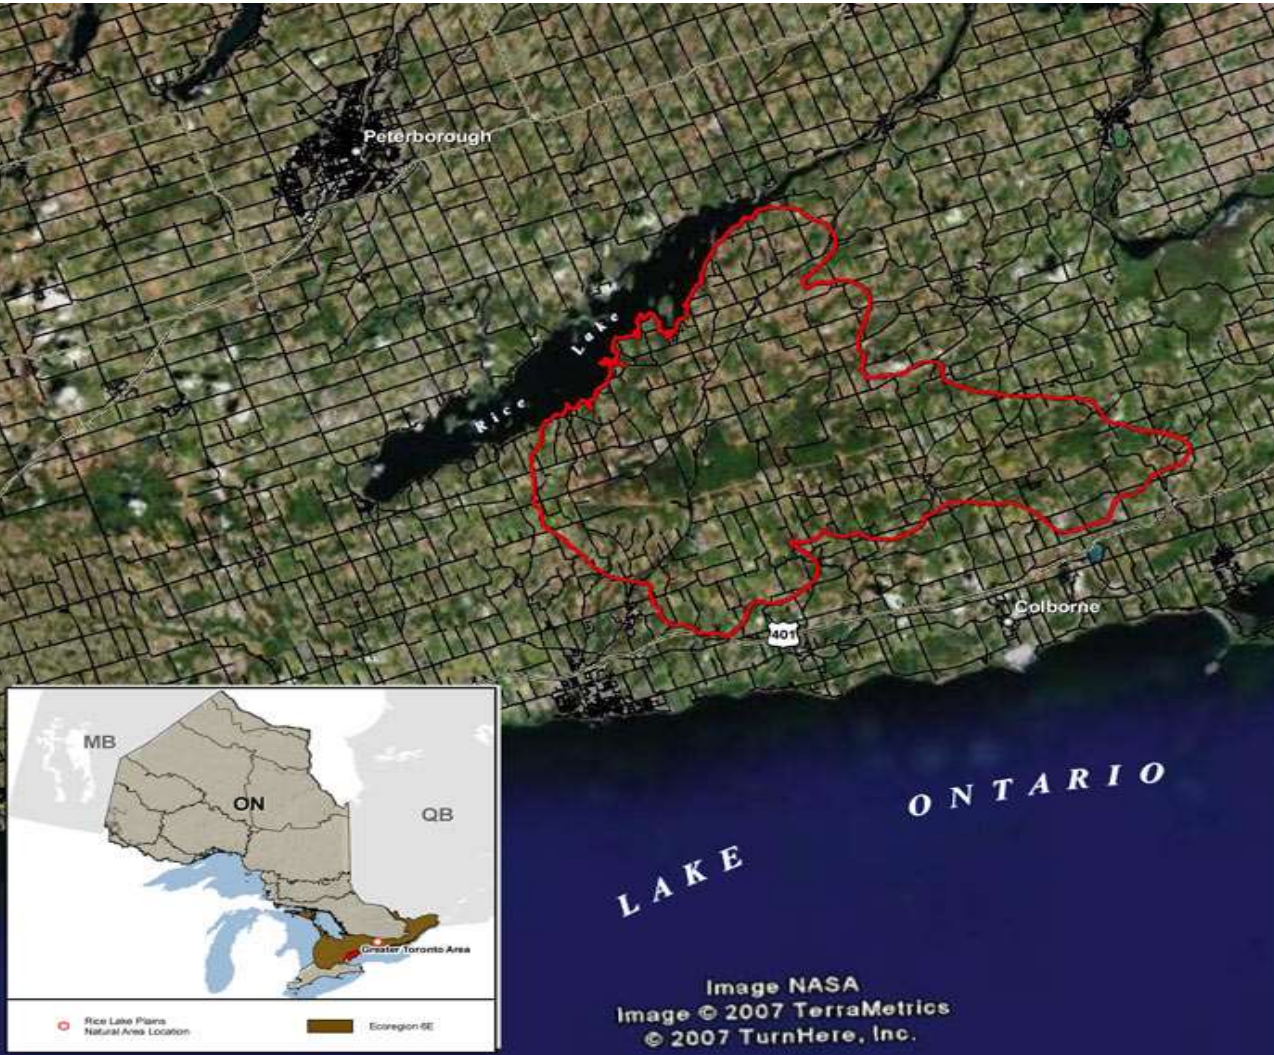 Peterborough
Rice Lake
Colborne
401
LAKE ONTARIO
MB
ON
QB
Greater Toronto Area
Rice Lake Plains
Natural Area Location
Ecoregion 6E
Image NASA
Image © 2007 TerraMetrics
© 2007 TurnHere, Inc.